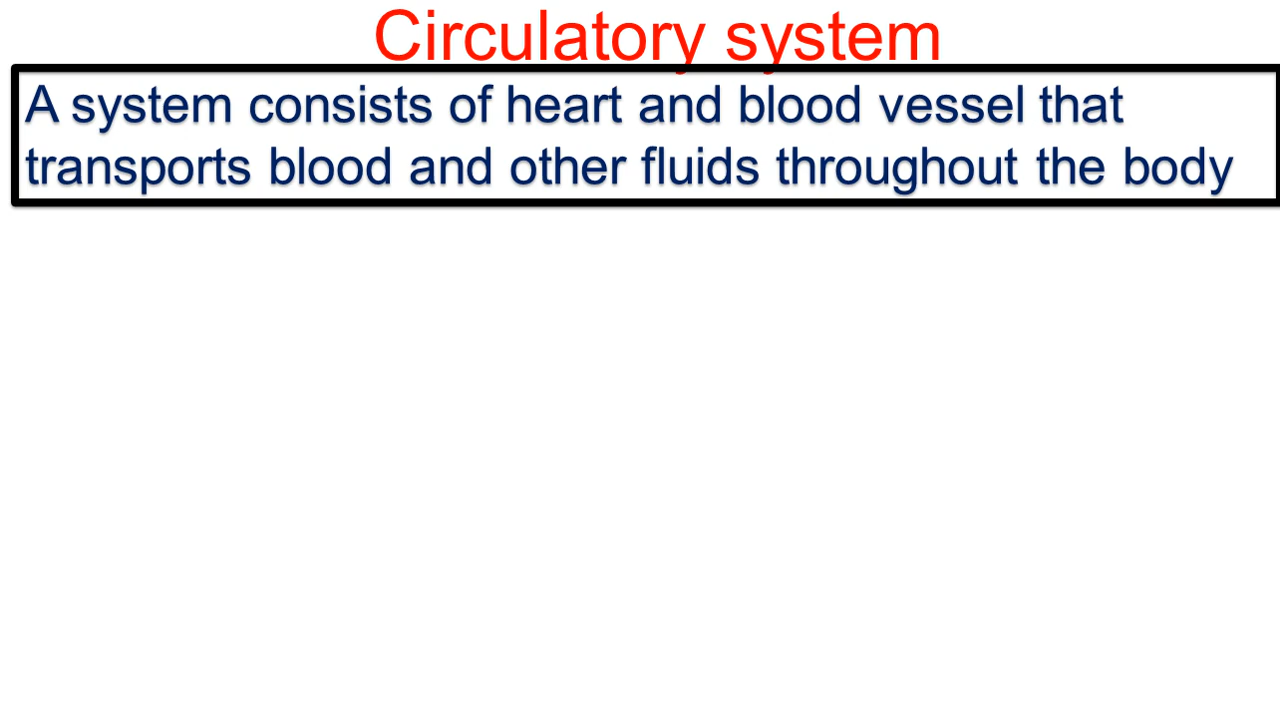 Circulatory system
A system consists of heart and blood vessel that
transports blood and other fluids throughout the body